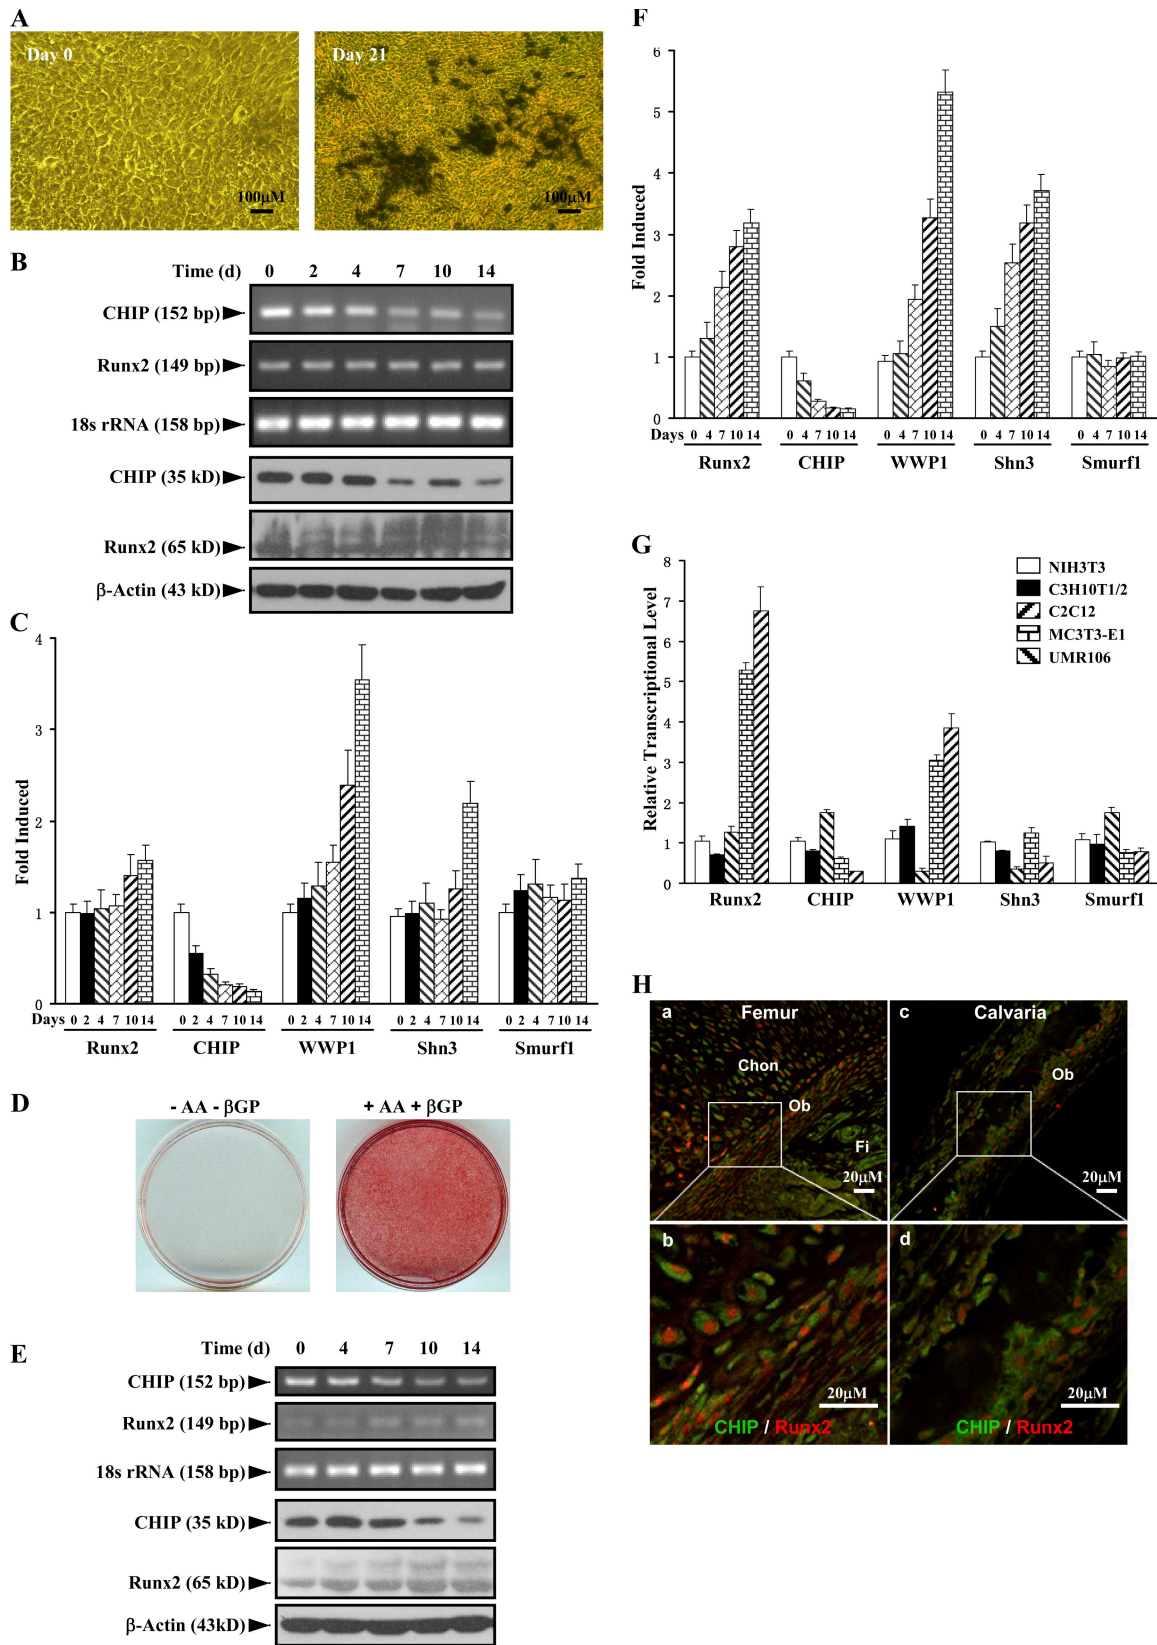 A
Day 0
100μM
Day 21
100μM
B
Time (d) 0 2 4 7 10 14
CHIP (152 bp)
Runx2 (149 bp)
18s rRNA (158 bp)
CHIP (35 kD)
Runx2 (65 kD)
β-Actin (43 kD)
C
Fold Induced
4
3
2
1
0
Days 0 2 4 7 10 14 0 2 4 7 10 14 0 2 4 7 10 14 0 2 4 7 10 14 0 2 4 7 10 14
Runx2 CHIP WWP1 Shn3 Smurf1
D
- AA - βGP
+ AA + βGP
E
Time (d) 0 4 7 10 14
CHIP (152 bp)
Runx2 (149 bp)
18s rRNA (158 bp)
CHIP (35 kD)
Runx2 (65 kD)
β-Actin (43kD)
F
Fold Induced
6
5
4
3
2
1
0
Days 0 4 7 10 14 0 4 7 10 14 0 4 7 10 14 0 4 7 10 14 0 4 7 10 14
Runx2 CHIP WWP1 Shn3 Smurf1
G
Relative Transcriptional Level
8
7
6
5
4
3
2
1
0
NIH3T3
C3H10T1/2
C2C12
MC3T3-E1
UMR106
Runx2 CHIP WWP1 Shn3 Smurf1
H
a Femur
Chon
Ob
Fi
20μM
c Calvaria
Ob
20μM
b
20μM
CHIP / Runx2
d
20μM
CHIP / Runx2